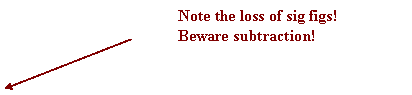 Note the loss of sig figs!
Beware subtraction!